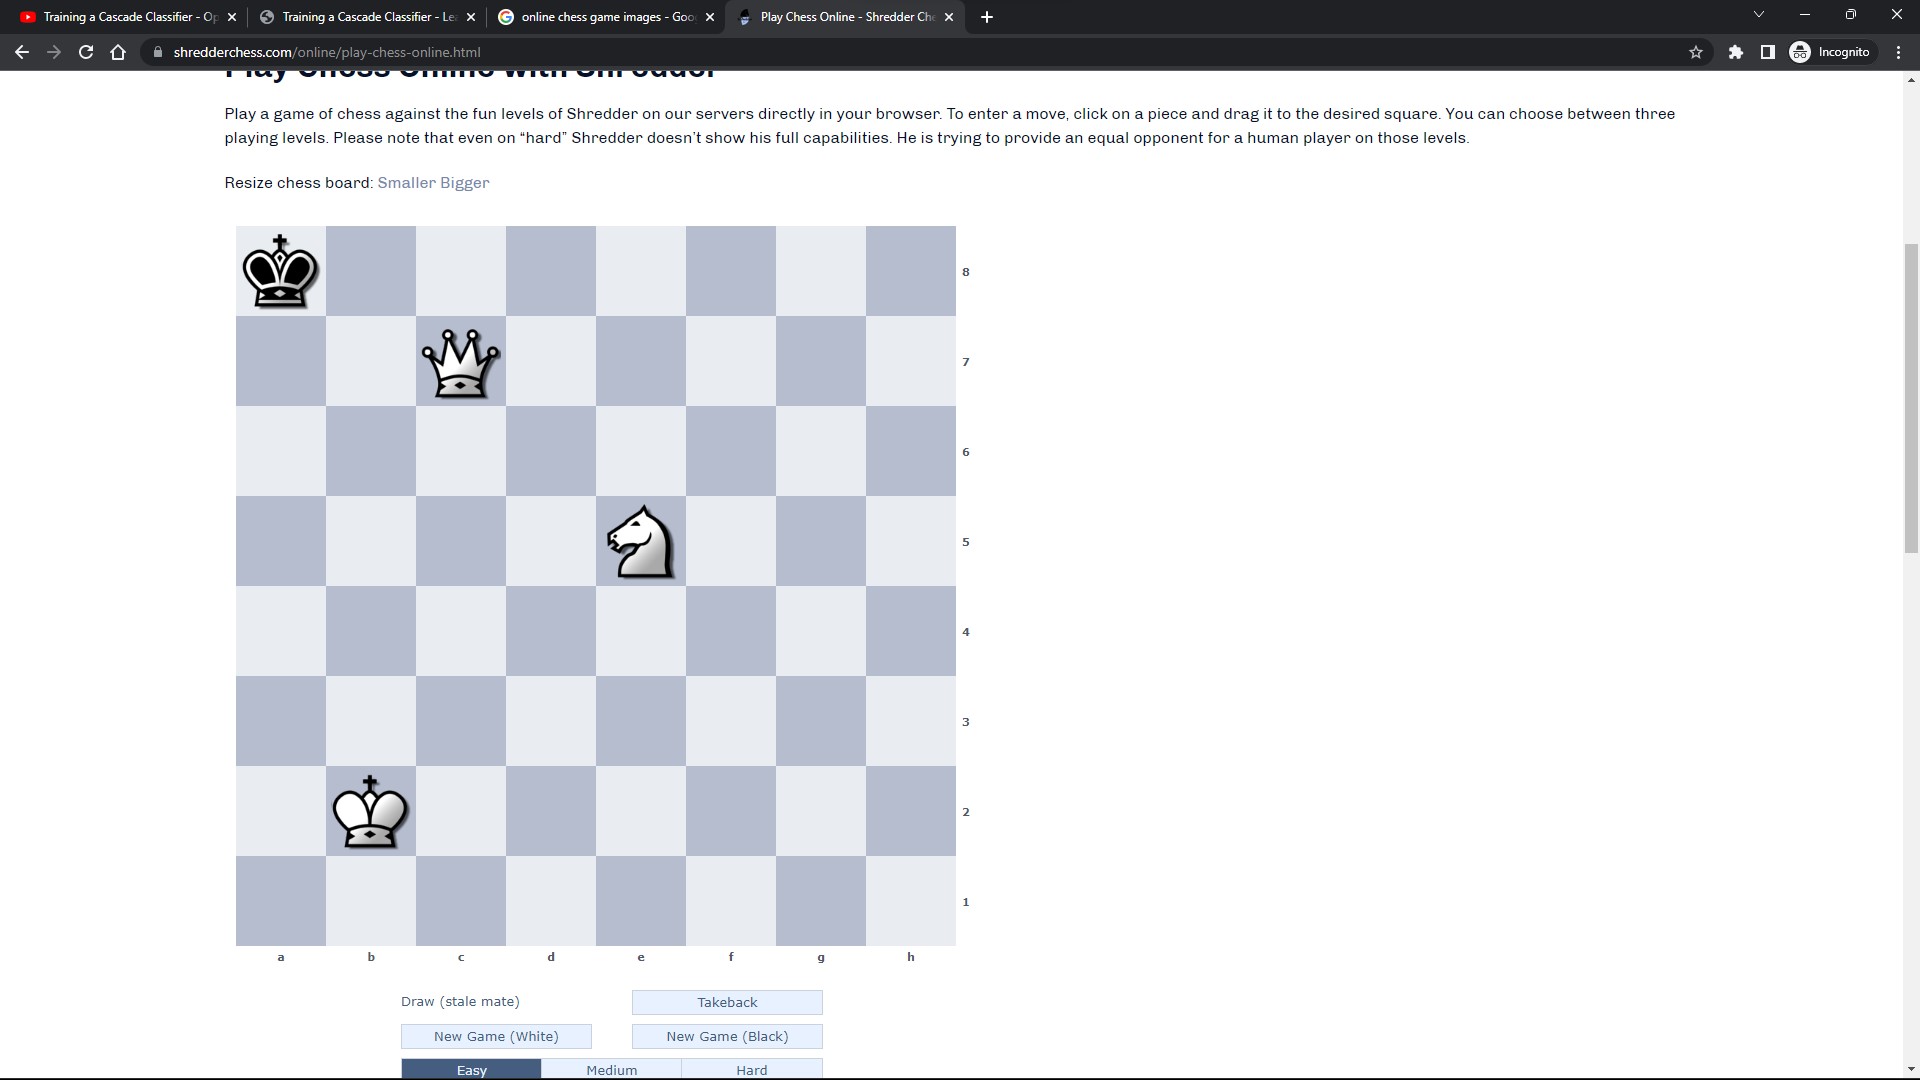 Training a Cascade Classifier - Op
Training a Cascade Classifier - Le
online chess game images - Goo
Play Chess Online - Shredder Che
shredderchess.com/online/play-chess-online.html
Incognito
Play Chess Online with Shredder
Play a game of chess against the fun levels of Shredder on our servers directly in your browser. To enter a move, click on a piece and drag it to the desired square. You can choose between three
playing levels. Please note that even on “hard” Shredder doesn’t show his full capabilities. He is trying to provide an equal opponent for a human player on those levels.
Resize chess board: Smaller Bigger
8
7
6
5
4
3
2
1
a b c d e f g h
Draw (stale mate) Takeback
New Game (White) New Game (Black)
Easy Medium Hard